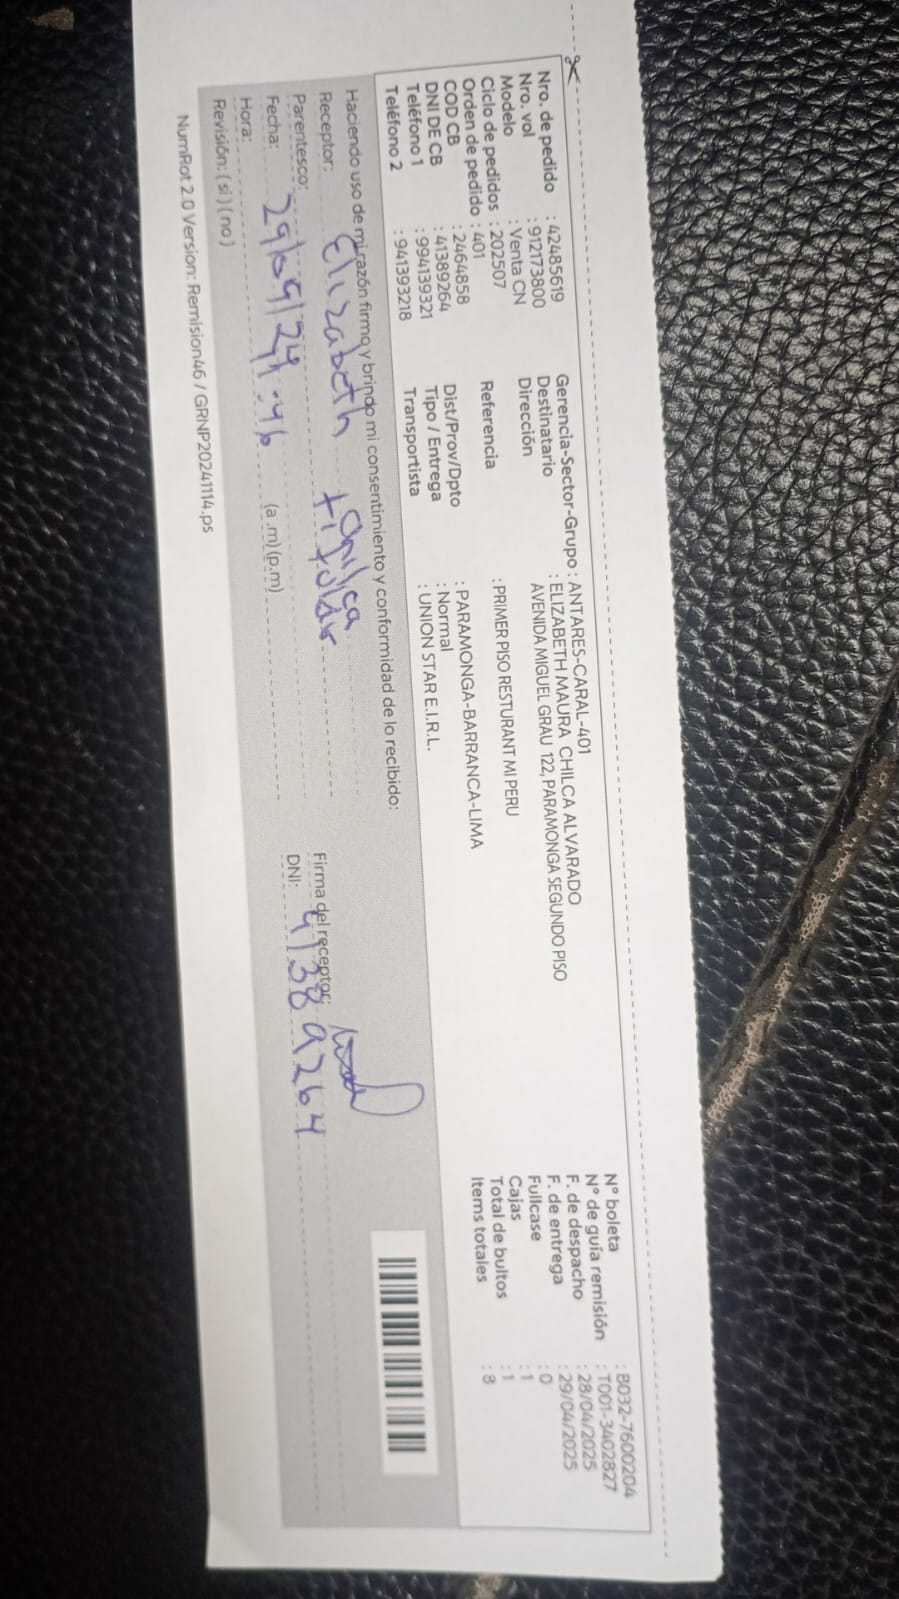 Nro. de pedido : 42485619
Nro. vol : 912173800
Modelo : Venta CN
Ciclo de pedidos : 202507
Orden de pedido : 401
COD CB : 2464858
DNI DE CB : 41389264
Teléfono 1 : 994139321
Teléfono 2 : 941393218
Gerencia-Sector-Grupo : ANTARES-CARAL-401
Destinatario : ELIZABETH MAURA CHILCA ALVARADO
Dirección AVENIDA MIGUEL GRAU 122, PARAMONGA SEGUNDO PISO
Referencia : PRIMER PISO RESTURANT MI PERU
Dist/Prov/Dpto : PARAMONGA-BARRANCA-LIMA
Tipo / Entrega : Normal
Transportista : UNION STAR E.I.R.L.
N° boleta : B032-7600204
N° de guía remisión : T001-3402827
F. de despacho : 28/04/2025
F. de entrega : 29/04/2025
Fullcase : 0
Cajas : 1
Total de bultos : 1
Items totales : 8
Haciendo uso de mi razón firmo y brindo mi consentimiento y conformidad de lo recibido:
Receptor: Elizabeth Chilca
Parentesco: titular
Fecha:
Hora: (a.m)(p.m)
Revisión: (si)(no)
Firma del receptor:
DNI: 41389264
NumRot 2.0 Version: Remision46 / GRNP20241114.ps